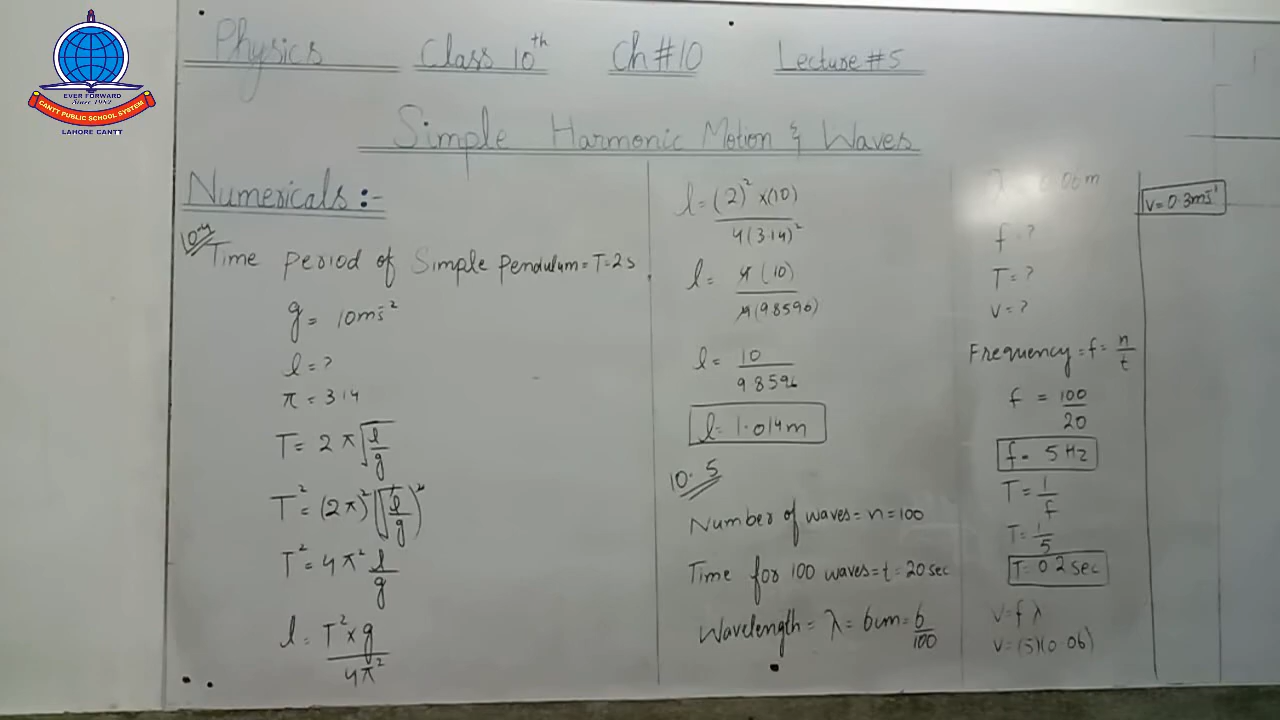 EVER FORWARD
Since 1982
CANTT PUBLIC SCHOOL SYSTEM
LAHORE CANTT
Physics Class 10th Ch#10 Lecture#5
Simple Harmonic Motion & Waves
Numericals :-
10.4
Time period of Simple pendulum = T = 2s
g = 10ms⁻²
l = ?
π = 3.14
T = 2π√(l/g)
T² = (2π)²(√(l/g))²
T² = 4π² l/g
l = T² × g / 4π²
l = (2)² × (10) / 4(3.14)²
l = 4(10) / 4(9.8596)
l = 10 / 9.8596
l = 1.014m
10.5
Number of waves = n = 100
Time for 100 waves = t = 20 sec
Wavelength = λ = 6cm = 6/100
λ = 0.06m
f = ?
T = ?
v = ?
Frequency = f = n/t
f = 100/20
f = 5 Hz
T = 1/f
T = 1/5
T = 0.2 sec
v = f λ
v = (5)(0.06)
v = 0.3ms⁻¹